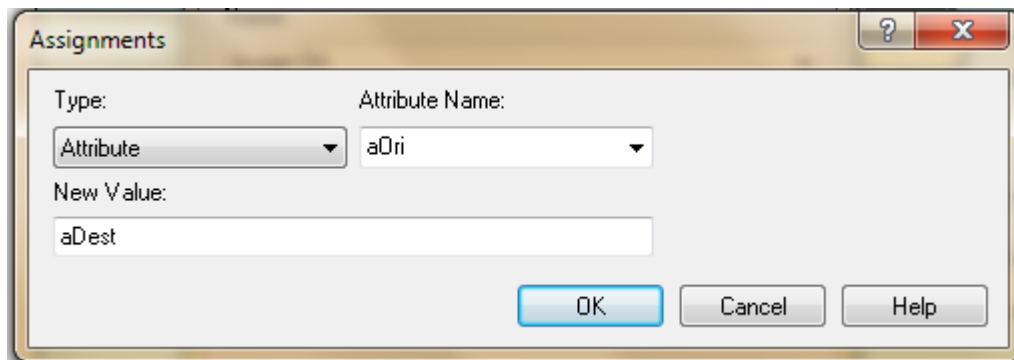 Assignments
Type:
Attribute Name:
Attribute
aOri
New Value:
aDest
OK
Cancel
Help